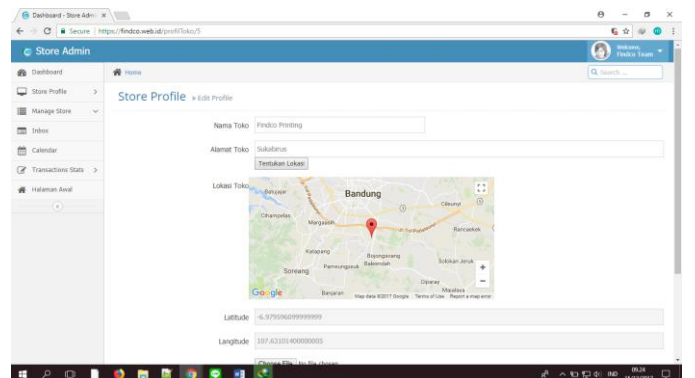 Dashboard - Store Admi
Secure | https://findco.web.id/profilToko/5
Store Admin
Welcome,
Findco Team
Dashboard
Home
Search ...
Store Profile
Store Profile » Edit Profile
Manage Store
Inbox
Nama Toko Findco Printing
Calendar
Alamat Toko Sukabirus
Transactions Stats
Tentukan Lokasi
Halaman Awal
Lokasi Toko
Batujajar
Bandung
Cileunyi
Cihampelas
Margaasih
Rancaekek
Katapang
Bojongsoang
Pameungpeuk Baleendah
Solokan Jeruk
Soreang
Ciparay
Google
Banjaran
Majalaya
Map data ©2017 Google Terms of Use Report a map error
Latitude -6.979596099999999
Langitude 107.63101400000005
Choose File No file chosen
IND
09.24